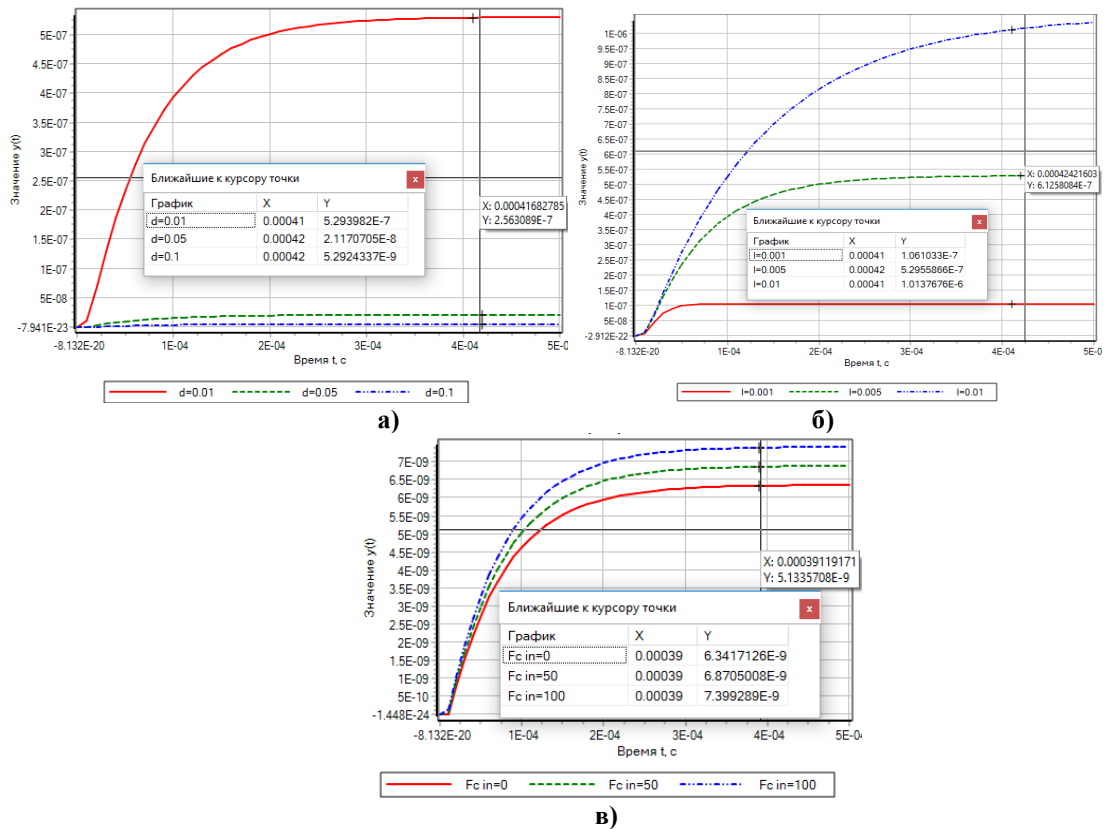 5E-07
4.5E-07
4E-07
3.5E-07
3E-07
2.5E-07
2E-07
1.5E-07
1E-07
5E-08
-7.941E-23
Значение y(t)
-8.132E-20 1E-04 2E-04 3E-04 4E-04 5E-0
Время t, с
Ближайшие к курсору точки x
График X Y
d=0.01 0.00041 5.293982E-7
d=0.05 0.00042 2.1170705E-8
d=0.1 0.00042 5.2924337E-9
X: 0.00041682785
Y: 2.563089E-7
d=0.01 d=0.05 d=0.1
а)
1E-06
9.5E-07
9E-07
8.5E-07
8E-07
7.5E-07
7E-07
6.5E-07
6E-07
5.5E-07
5E-07
4.5E-07
4E-07
3.5E-07
3E-07
2.5E-07
2E-07
1.5E-07
1E-07
5E-08
-2.912E-22
Значение y(t)
-8.132E-20 1E-04 2E-04 3E-04 4E-04 5E-0
Время t, с
Ближайшие к курсору точки x
График X Y
l=0.001 0.00041 1.061033E-7
l=0.005 0.00042 5.2955866E-7
l=0.01 0.00041 1.0137676E-6
X: 0.00042421603
Y: 6.1258084E-7
l=0.001 l=0.005 l=0.01
б)
7E-09
6.5E-09
6E-09
5.5E-09
5E-09
4.5E-09
4E-09
3.5E-09
3E-09
2.5E-09
2E-09
1.5E-09
1E-09
5E-10
-1.448E-24
Значение y(t)
-8.132E-20 1E-04 2E-04 3E-04 4E-04 5E-0
Время t, с
Ближайшие к курсору точки x
График X Y
Fc in=0 0.00039 6.3417126E-9
Fc in=50 0.00039 6.8705008E-9
Fc in=100 0.00039 7.399289E-9
X: 0.00039119171
Y: 5.1335708E-9
Fc in=0 Fc in=50 Fc in=100
в)